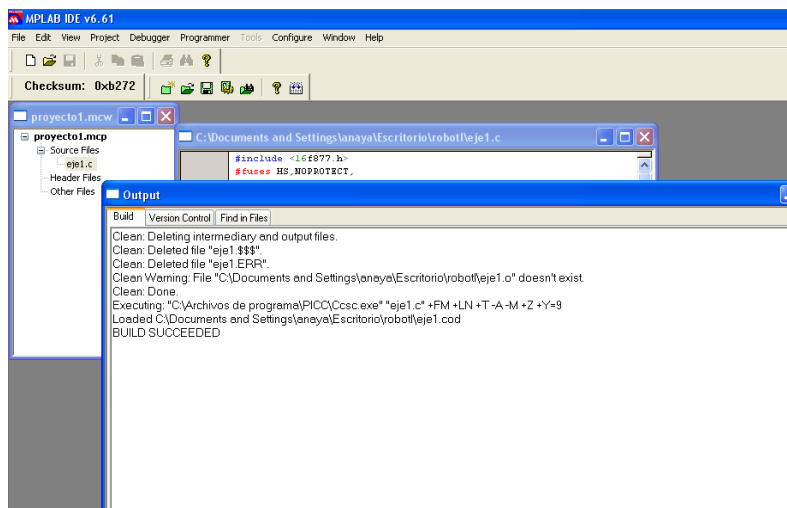 MPLAB IDE v6.61
File Edit View Project Debugger Programmer Tools Configure Window Help
Checksum: 0xb272
proyecto1.mcw
proyecto1.mcp
Source Files
eje1.c
Header Files
Other Files
C:\Documents and Settings\anaya\Escritorio\robotl\eje1.c
#include <16f877.h>
#fuses HS,NOPROTECT,
Output
Build Version Control Find in Files
Clean: Deleting intermediary and output files.
Clean: Deleted file "eje1.$$$".
Clean: Deleted file "eje1.ERR".
Clean Warning: File "C:\Documents and Settings\anaya\Escritorio\robotl\eje1.o" doesn't exist.
Clean: Done.
Executing: "C:\Archivos de programa\PICC\Ccsc.exe" "eje1.c" +FM +LN +T -A -M +Z +Y=9
Loaded C:\Documents and Settings\anaya\Escritorio\robotl\eje1.cod
BUILD SUCCEEDED